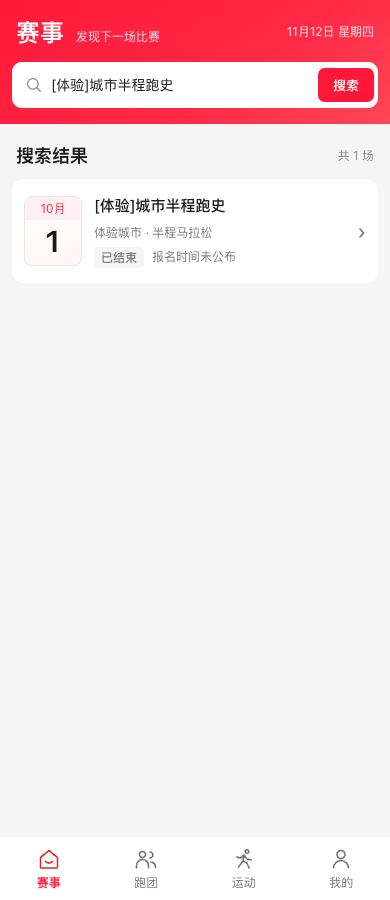 赛事 发现下一场比赛 11月12日 星期四
[体验]城市半程跑史 搜索
搜索结果 共 1 场
10月
1
[体验]城市半程跑史
体验城市 · 半程马拉松
已结束 报名时间未公布
赛事 跑团 运动 我的